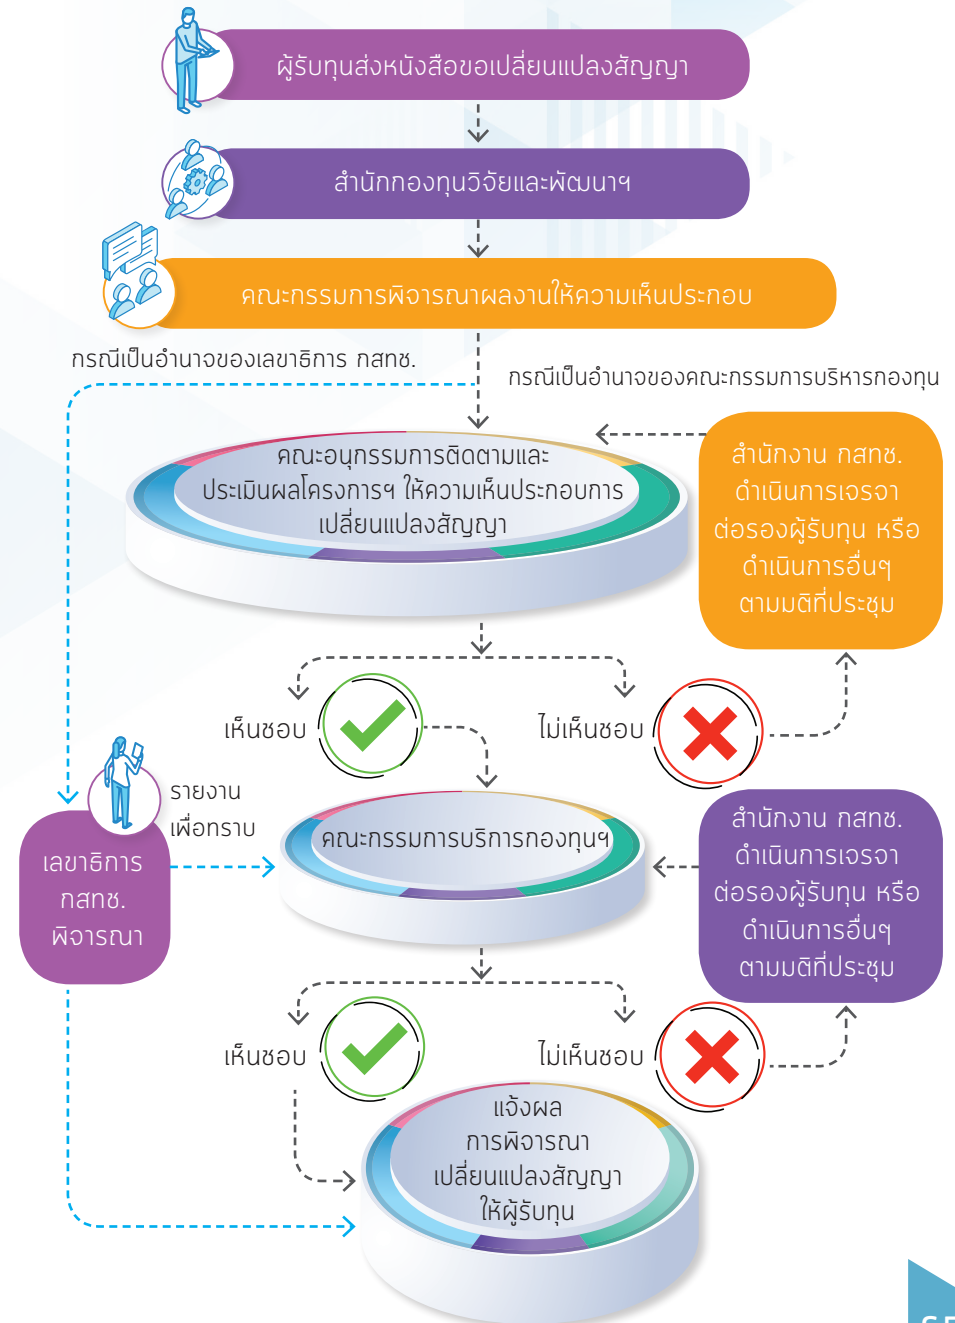 ผู้รับทุนส่งหนังสือขอเปลี่ยนแปลงสัญญา
สำนักกองทุนวิจัยและพัฒนาฯ
คณะกรรมการพิจารณาผลงานให้ความเห็นประกอบ
กรณีเป็นอำนาจของเลขาธิการ กสทช.
กรณีเป็นอำนาจของคณะกรรมการบริหารกองทุน
คณะอนุกรรมการติดตามและ
ประเมินผลโครงการฯ ให้ความเห็นประกอบการ
เปลี่ยนแปลงสัญญา
สำนักงาน กสทช.
ดำเนินการเจรจา
ต่อรองผู้รับทุน หรือ
ดำเนินการอื่นๆ
ตามมติที่ประชุม
เห็นชอบ
ไม่เห็นชอบ
รายงาน
เพื่อทราบ
เลขาธิการ
กสทช.
พิจารณา
คณะกรรมการบริการกองทุนฯ
สำนักงาน กสทช.
ดำเนินการเจรจา
ต่อรองผู้รับทุน หรือ
ดำเนินการอื่นๆ
ตามมติที่ประชุม
เห็นชอบ
ไม่เห็นชอบ
แจ้งผล
การพิจารณา
เปลี่ยนแปลงสัญญา
ให้ผู้รับทุน